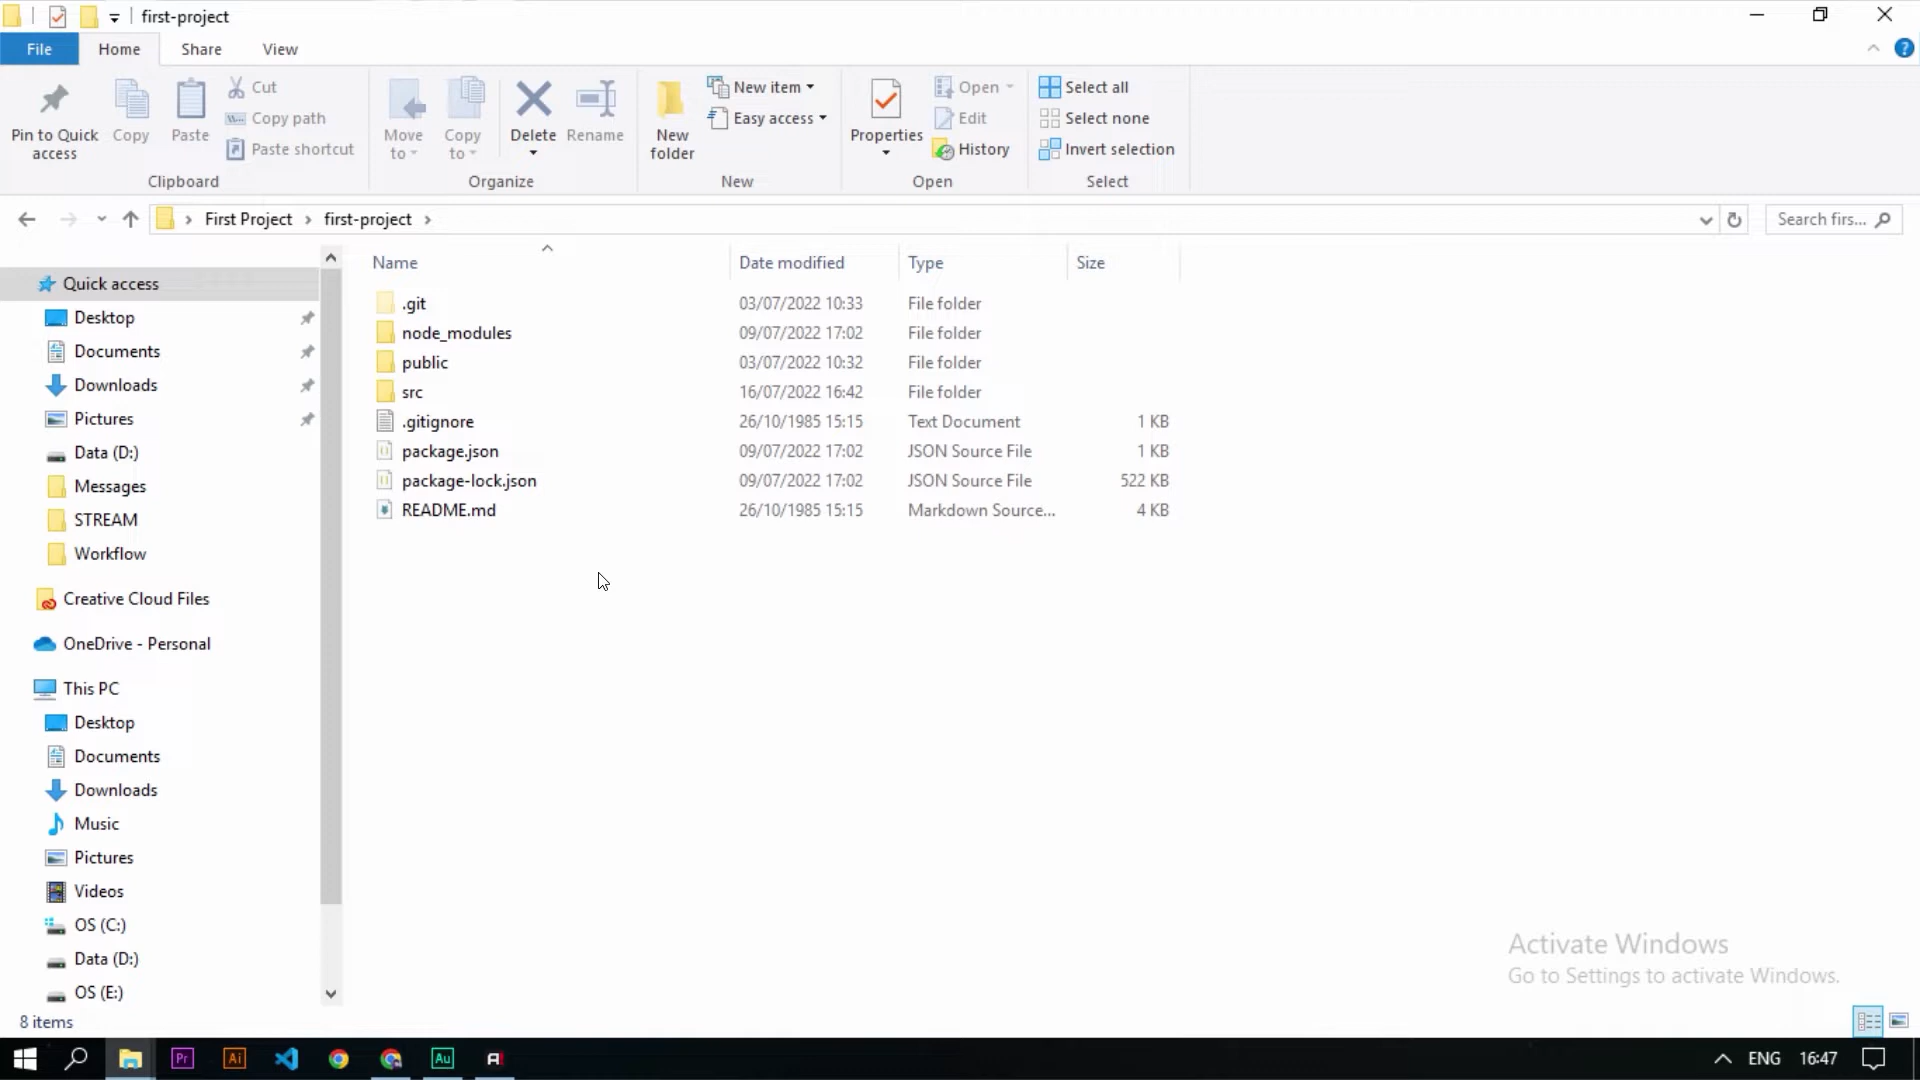 first-project
File Home Share View
Pin to Quick access
Copy
Paste
Cut
Copy path
Paste shortcut
Clipboard
Move to
Copy to
Delete
Rename
Organize
New folder
New item
Easy access
New
Properties
Open
Edit
History
Open
Select all
Select none
Invert selection
Select
First Project > first-project >
Search firs...
Name Date modified Type Size
.git 03/07/2022 10:33 File folder
node_modules 09/07/2022 17:02 File folder
public 03/07/2022 10:32 File folder
src 16/07/2022 16:42 File folder
.gitignore 26/10/1985 15:15 Text Document 1 KB
package.json 09/07/2022 17:02 JSON Source File 1 KB
package-lock.json 09/07/2022 17:02 JSON Source File 522 KB
README.md 26/10/1985 15:15 Markdown Source... 4 KB
Quick access
Desktop
Documents
Downloads
Pictures
Data (D:)
Messages
STREAM
Workflow
Creative Cloud Files
OneDrive - Personal
This PC
Desktop
Documents
Downloads
Music
Pictures
Videos
OS (C:)
Data (D:)
OS (E:)
Activate Windows
Go to Settings to activate Windows.
8 items
Pr Ai Au
ENG 16:47